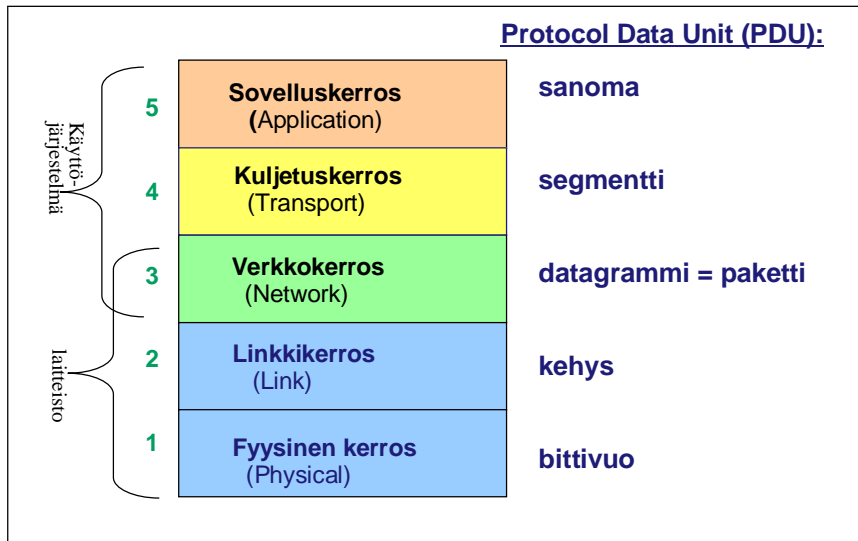 Protocol Data Unit (PDU):
Käyttö-
järjestelmä
5
Sovelluskerros
(Application)
sanoma
4
Kuljetuskerros
(Transport)
segmentti
3
Verkkokerros
(Network)
datagrammi = paketti
laitteisto
2
Linkkikerros
(Link)
kehys
1
Fyysinen kerros
(Physical)
bittivuo